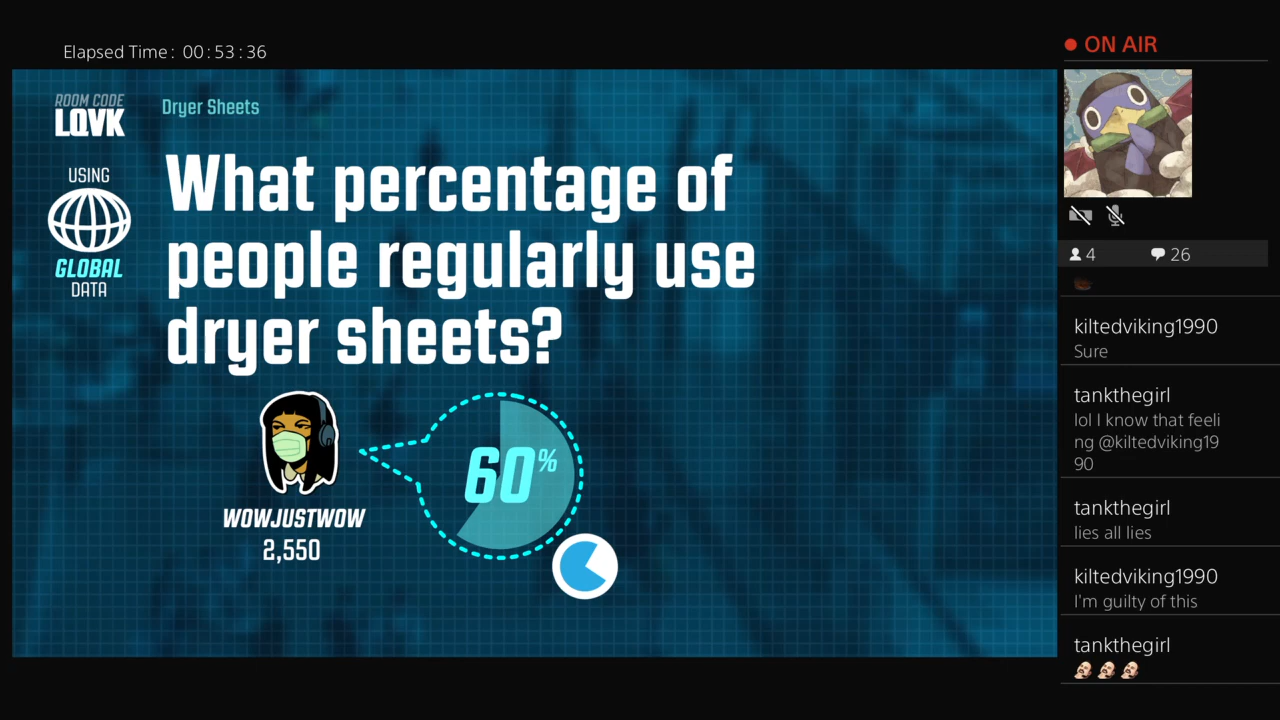 Elapsed Time: 00:53:36
ON AIR
ROOM CODE
LQVK
Dryer Sheets
USING
GLOBAL
DATA
What percentage of
people regularly use
dryer sheets?
60%
WOWJUSTWOW
2,550
4
26
kiltedviking1990
Sure
tankthegirl
lol I know that feeli
ng @kiltedviking19
90
tankthegirl
lies all lies
kiltedviking1990
I'm guilty of this
tankthegirl